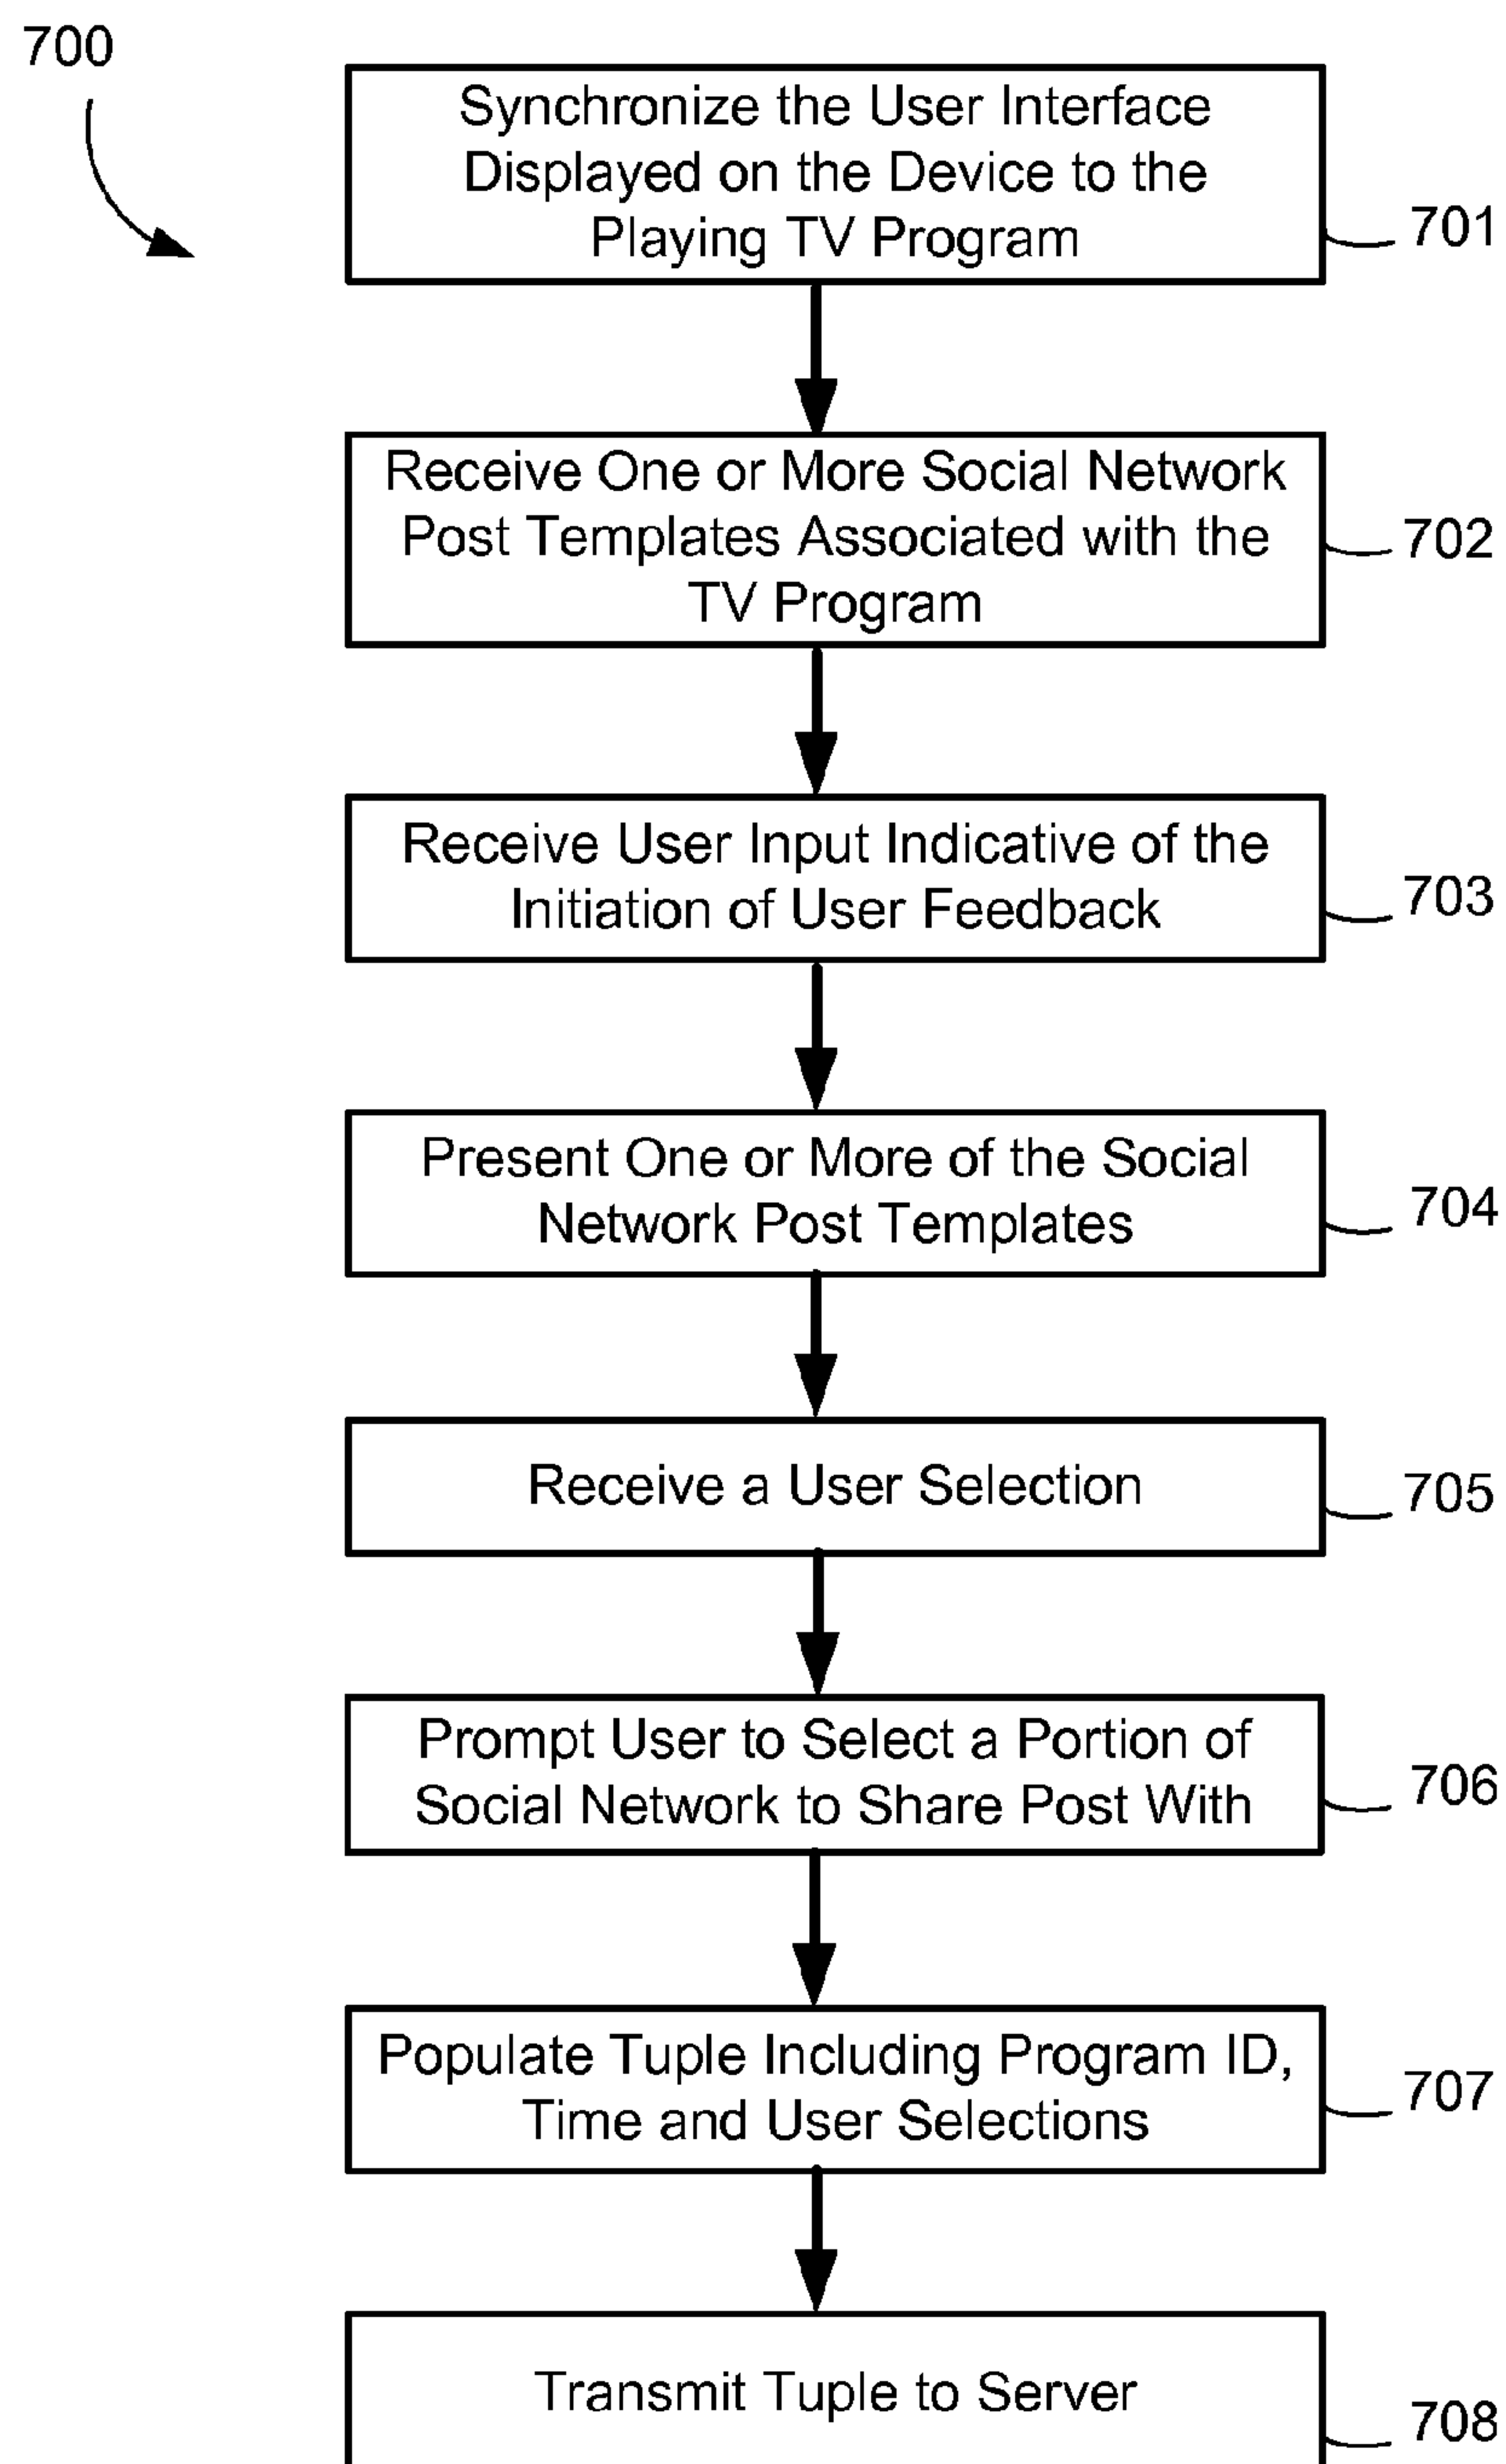 700
Synchronize the User Interface
Displayed on the Device to the
Playing TV Program
701
Receive One or More Social Network
Post Templates Associated with the
TV Program
702
Receive User Input Indicative of the
Initiation of User Feedback
703
Present One or More of the Social
Network Post Templates
704
Receive a User Selection
705
Prompt User to Select a Portion of
Social Network to Share Post With
706
Populate Tuple Including Program ID,
Time and User Selections
707
Transmit Tuple to Server
708